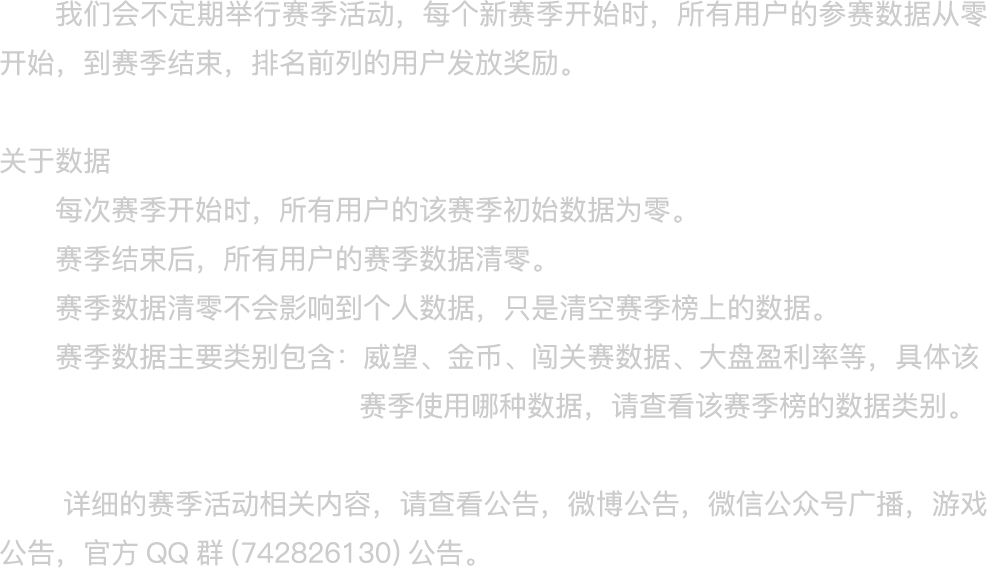 我们会不定期举行赛季活动，每个新赛季开始时，所有用户的参赛数据从零
开始，到赛季结束，排名前列的用户发放奖励。
关于数据
每次赛季开始时，所有用户的该赛季初始数据为零。
赛季结束后，所有用户的赛季数据清零。
赛季数据清零不会影响到个人数据，只是清空赛季榜上的数据。
赛季数据主要类别包含：威望、金币、闯关赛数据、大盘盈利率等，具体该
赛季使用哪种数据，请查看该赛季榜的数据类别。
详细的赛季活动相关内容，请查看公告，微博公告，微信公众号广播，游戏
公告，官方 QQ 群 (742826130) 公告。